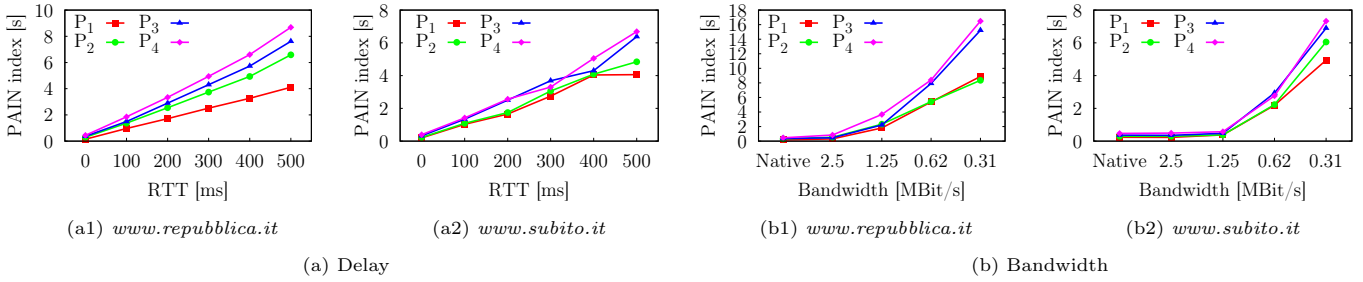 PAIN index [s]
10
8
6
4
2
0
P1
P2
P3
P4
0 100 200 300 400 500
RTT [ms]
(a1) www.repubblica.it
PAIN index [s]
8
6
4
2
0
P1
P2
P3
P4
0 100 200 300 400 500
RTT [ms]
(a2) www.subito.it
(a) Delay
PAIN index [s]
18
16
14
12
10
8
6
4
2
0
P1
P2
P3
P4
Native 2.5 1.25 0.62 0.31
Bandwidth [MBit/s]
(b1) www.repubblica.it
PAIN index [s]
8
6
4
2
0
P1
P2
P3
P4
Native 2.5 1.25 0.62 0.31
Bandwidth [MBit/s]
(b2) www.subito.it
(b) Bandwidth